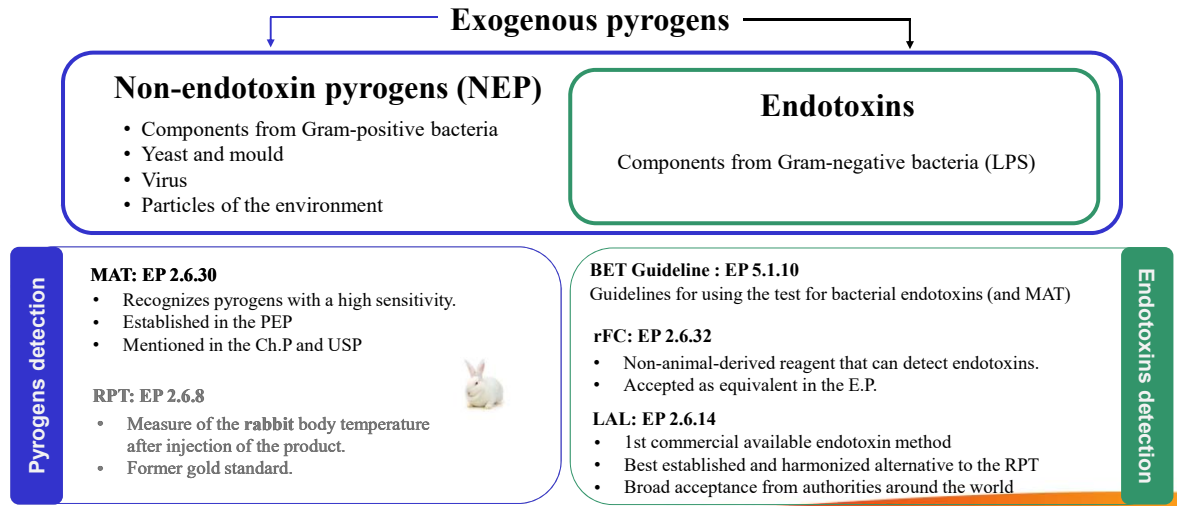 Exogenous pyrogens
Non-endotoxin pyrogens (NEP)
• Components from Gram-positive bacteria
• Yeast and mould
• Virus
• Particles of the environment
Endotoxins
Components from Gram-negative bacteria (LPS)
Pyrogens detection
MAT: EP 2.6.30
• Recognizes pyrogens with a high sensitivity.
• Established in the PEP
• Mentioned in the Ch.P and USP
RPT: EP 2.6.8
• Measure of the rabbit body temperature
after injection of the product.
• Former gold standard.
BET Guideline : EP 5.1.10
Guidelines for using the test for bacterial endotoxins (and MAT)
rFC: EP 2.6.32
• Non-animal-derived reagent that can detect endotoxins.
• Accepted as equivalent in the E.P.
LAL: EP 2.6.14
• 1st commercial available endotoxin method
• Best established and harmonized alternative to the RPT
• Broad acceptance from authorities around the world
Endotoxins detection